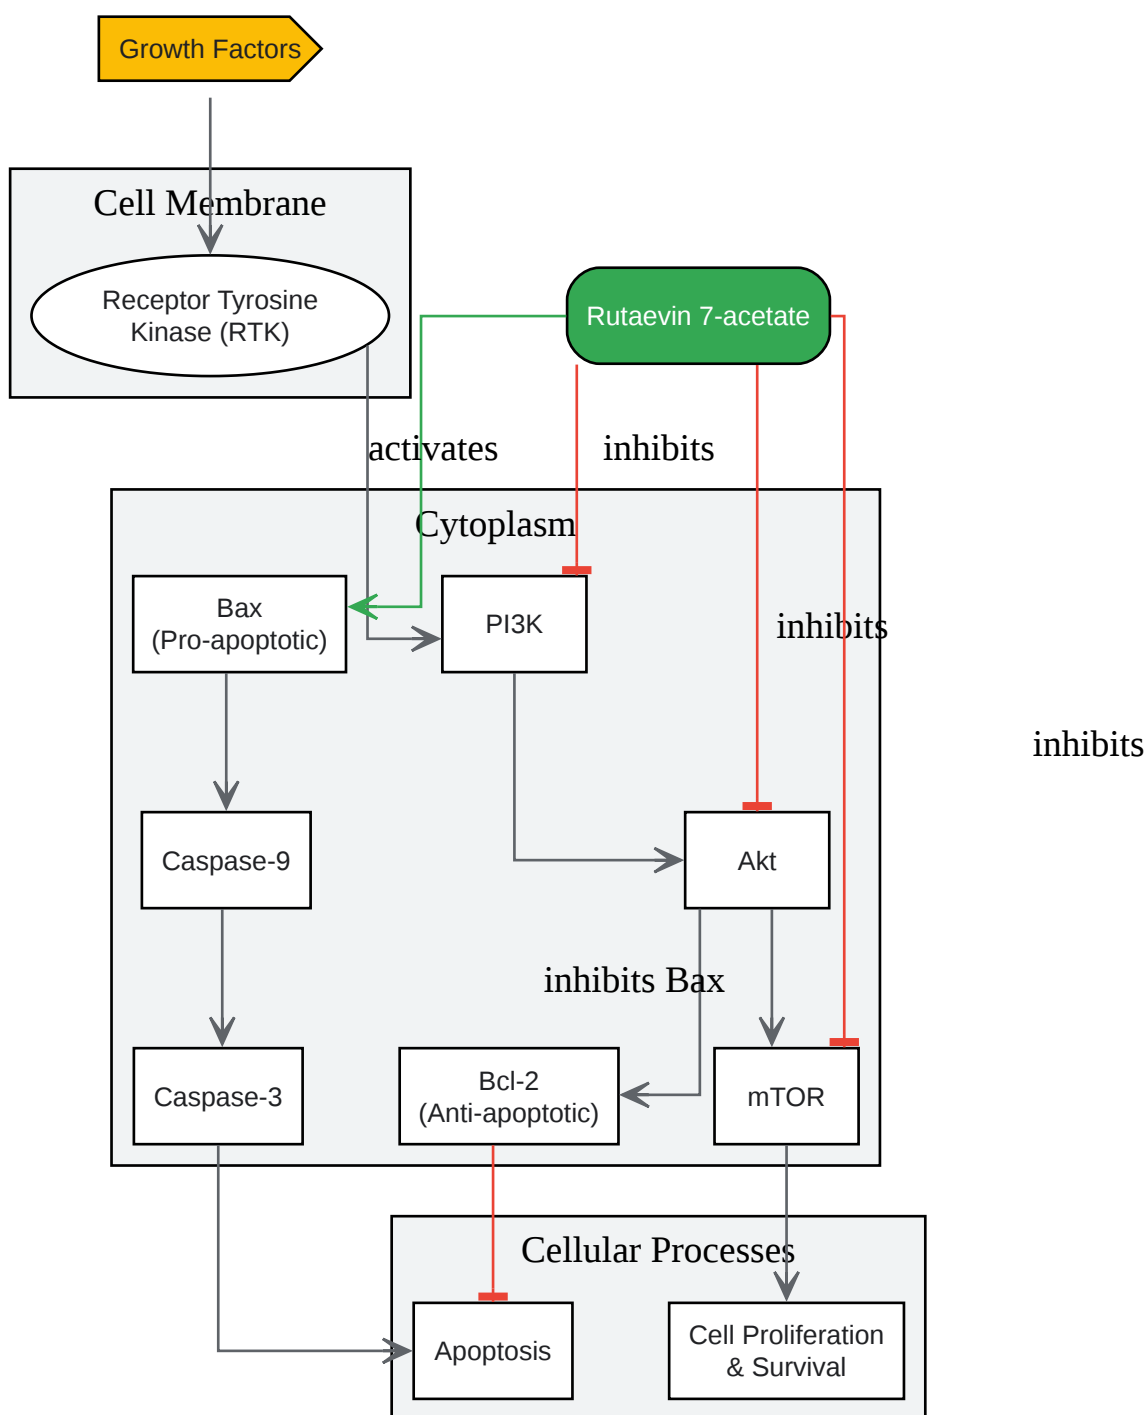 Growth Factors
Cell Membrane
Receptor Tyrosine
Kinase (RTK)
Rutaevin 7-acetate
activates
inhibits
Cytoplasm
Bax
(Pro-apoptotic)
PI3K
inhibits
inhibits
Caspase-9
Akt
inhibits Bax
Caspase-3
Bcl-2
(Anti-apoptotic)
mTOR
Cellular Processes
Apoptosis
Cell Proliferation
& Survival